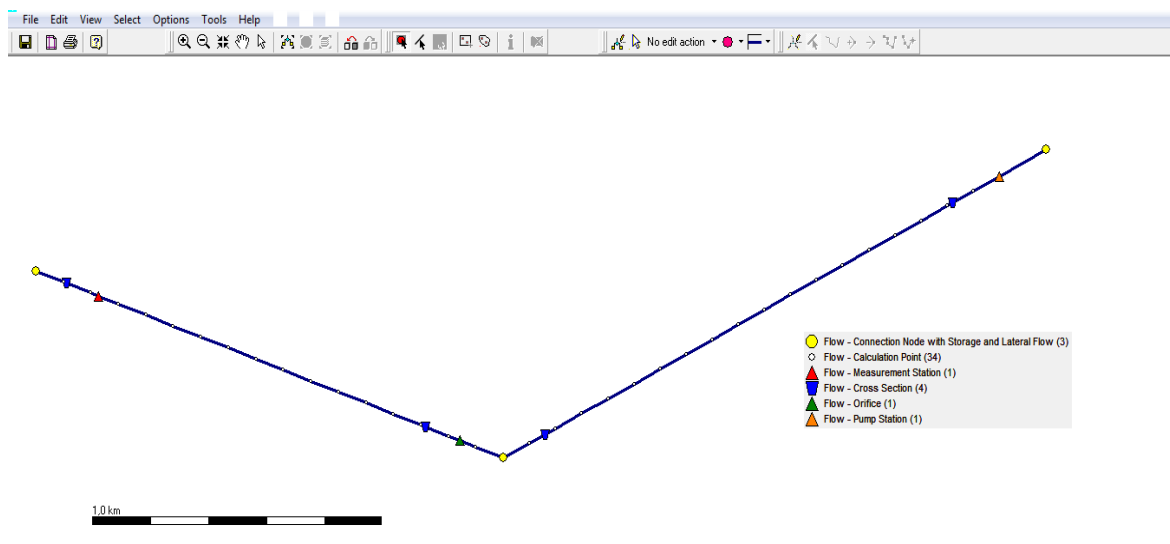 File Edit View Select Options Tools Help
No edit action
Flow - Connection Node with Storage and Lateral Flow (3)
Flow - Calculation Point (34)
Flow - Measurement Station (1)
Flow - Cross Section (4)
Flow - Orifice (1)
Flow - Pump Station (1)
1,0 km